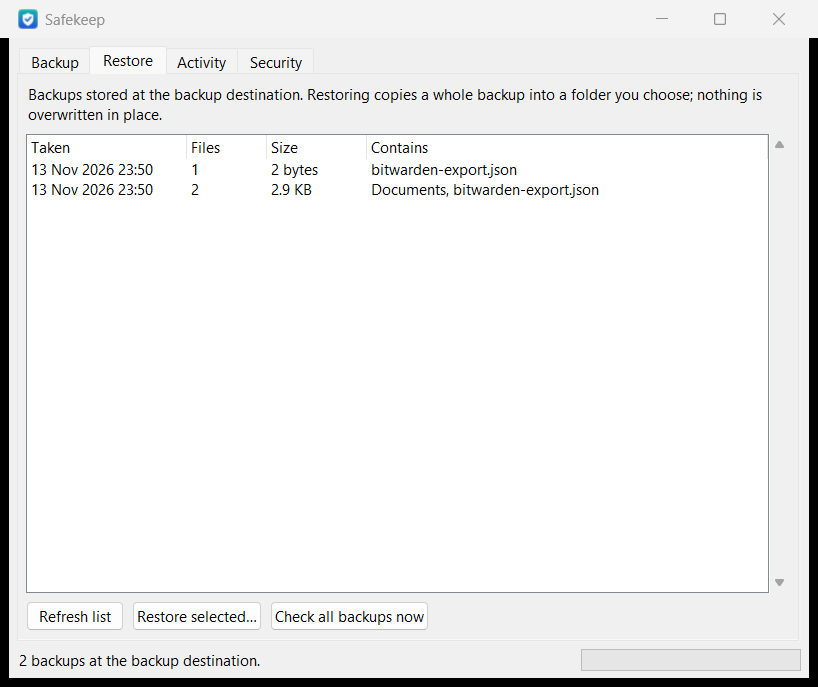 Safekeep
Backup Restore Activity Security
Backups stored at the backup destination. Restoring copies a whole backup into a folder you choose; nothing is
overwritten in place.
Taken Files Size Contains
13 Nov 2026 23:50 1 2 bytes bitwarden-export.json
13 Nov 2026 23:50 2 2.9 KB Documents, bitwarden-export.json
Refresh list Restore selected... Check all backups now
2 backups at the backup destination.